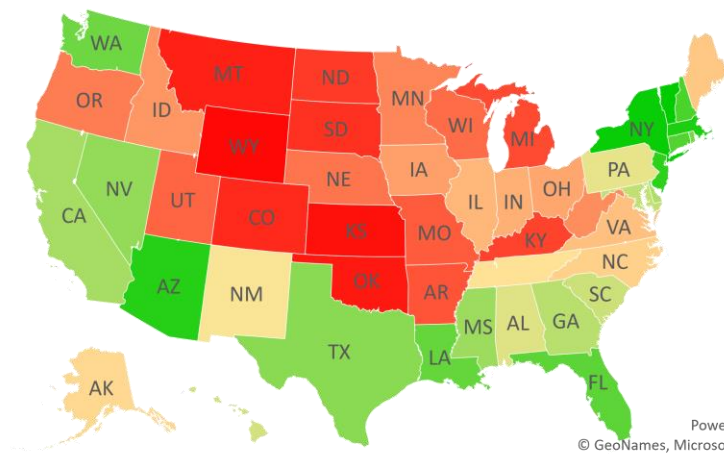 WA
MT
ND
MN
OR
ID
WI
MI
NY
SD
WY
IA
PA
NE
NV
UT
IL
IN
OH
CA
CO
KS
MO
KY
VA
NC
AZ
NM
OK
AR
SC
MS
AL
GA
TX
LA
FL
AK
Powe
© GeoNames, Microso